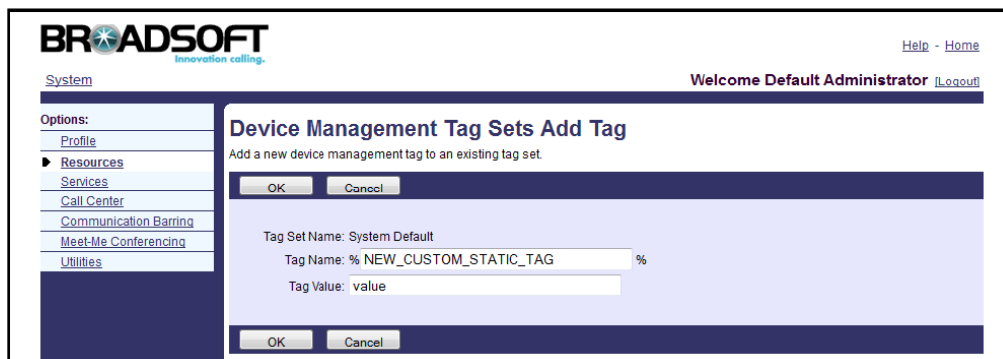 BROADSOFT
Innovation calling.
Help - Home
System
Welcome Default Administrator [Logout]
Options:
Profile
Resources
Services
Call Center
Communication Barring
Meet-Me Conferencing
Utilities
Device Management Tag Sets Add Tag
Add a new device management tag to an existing tag set.
OK Cancel
Tag Set Name: System Default
Tag Name: % NEW_CUSTOM_STATIC_TAG %
Tag Value: value
OK Cancel